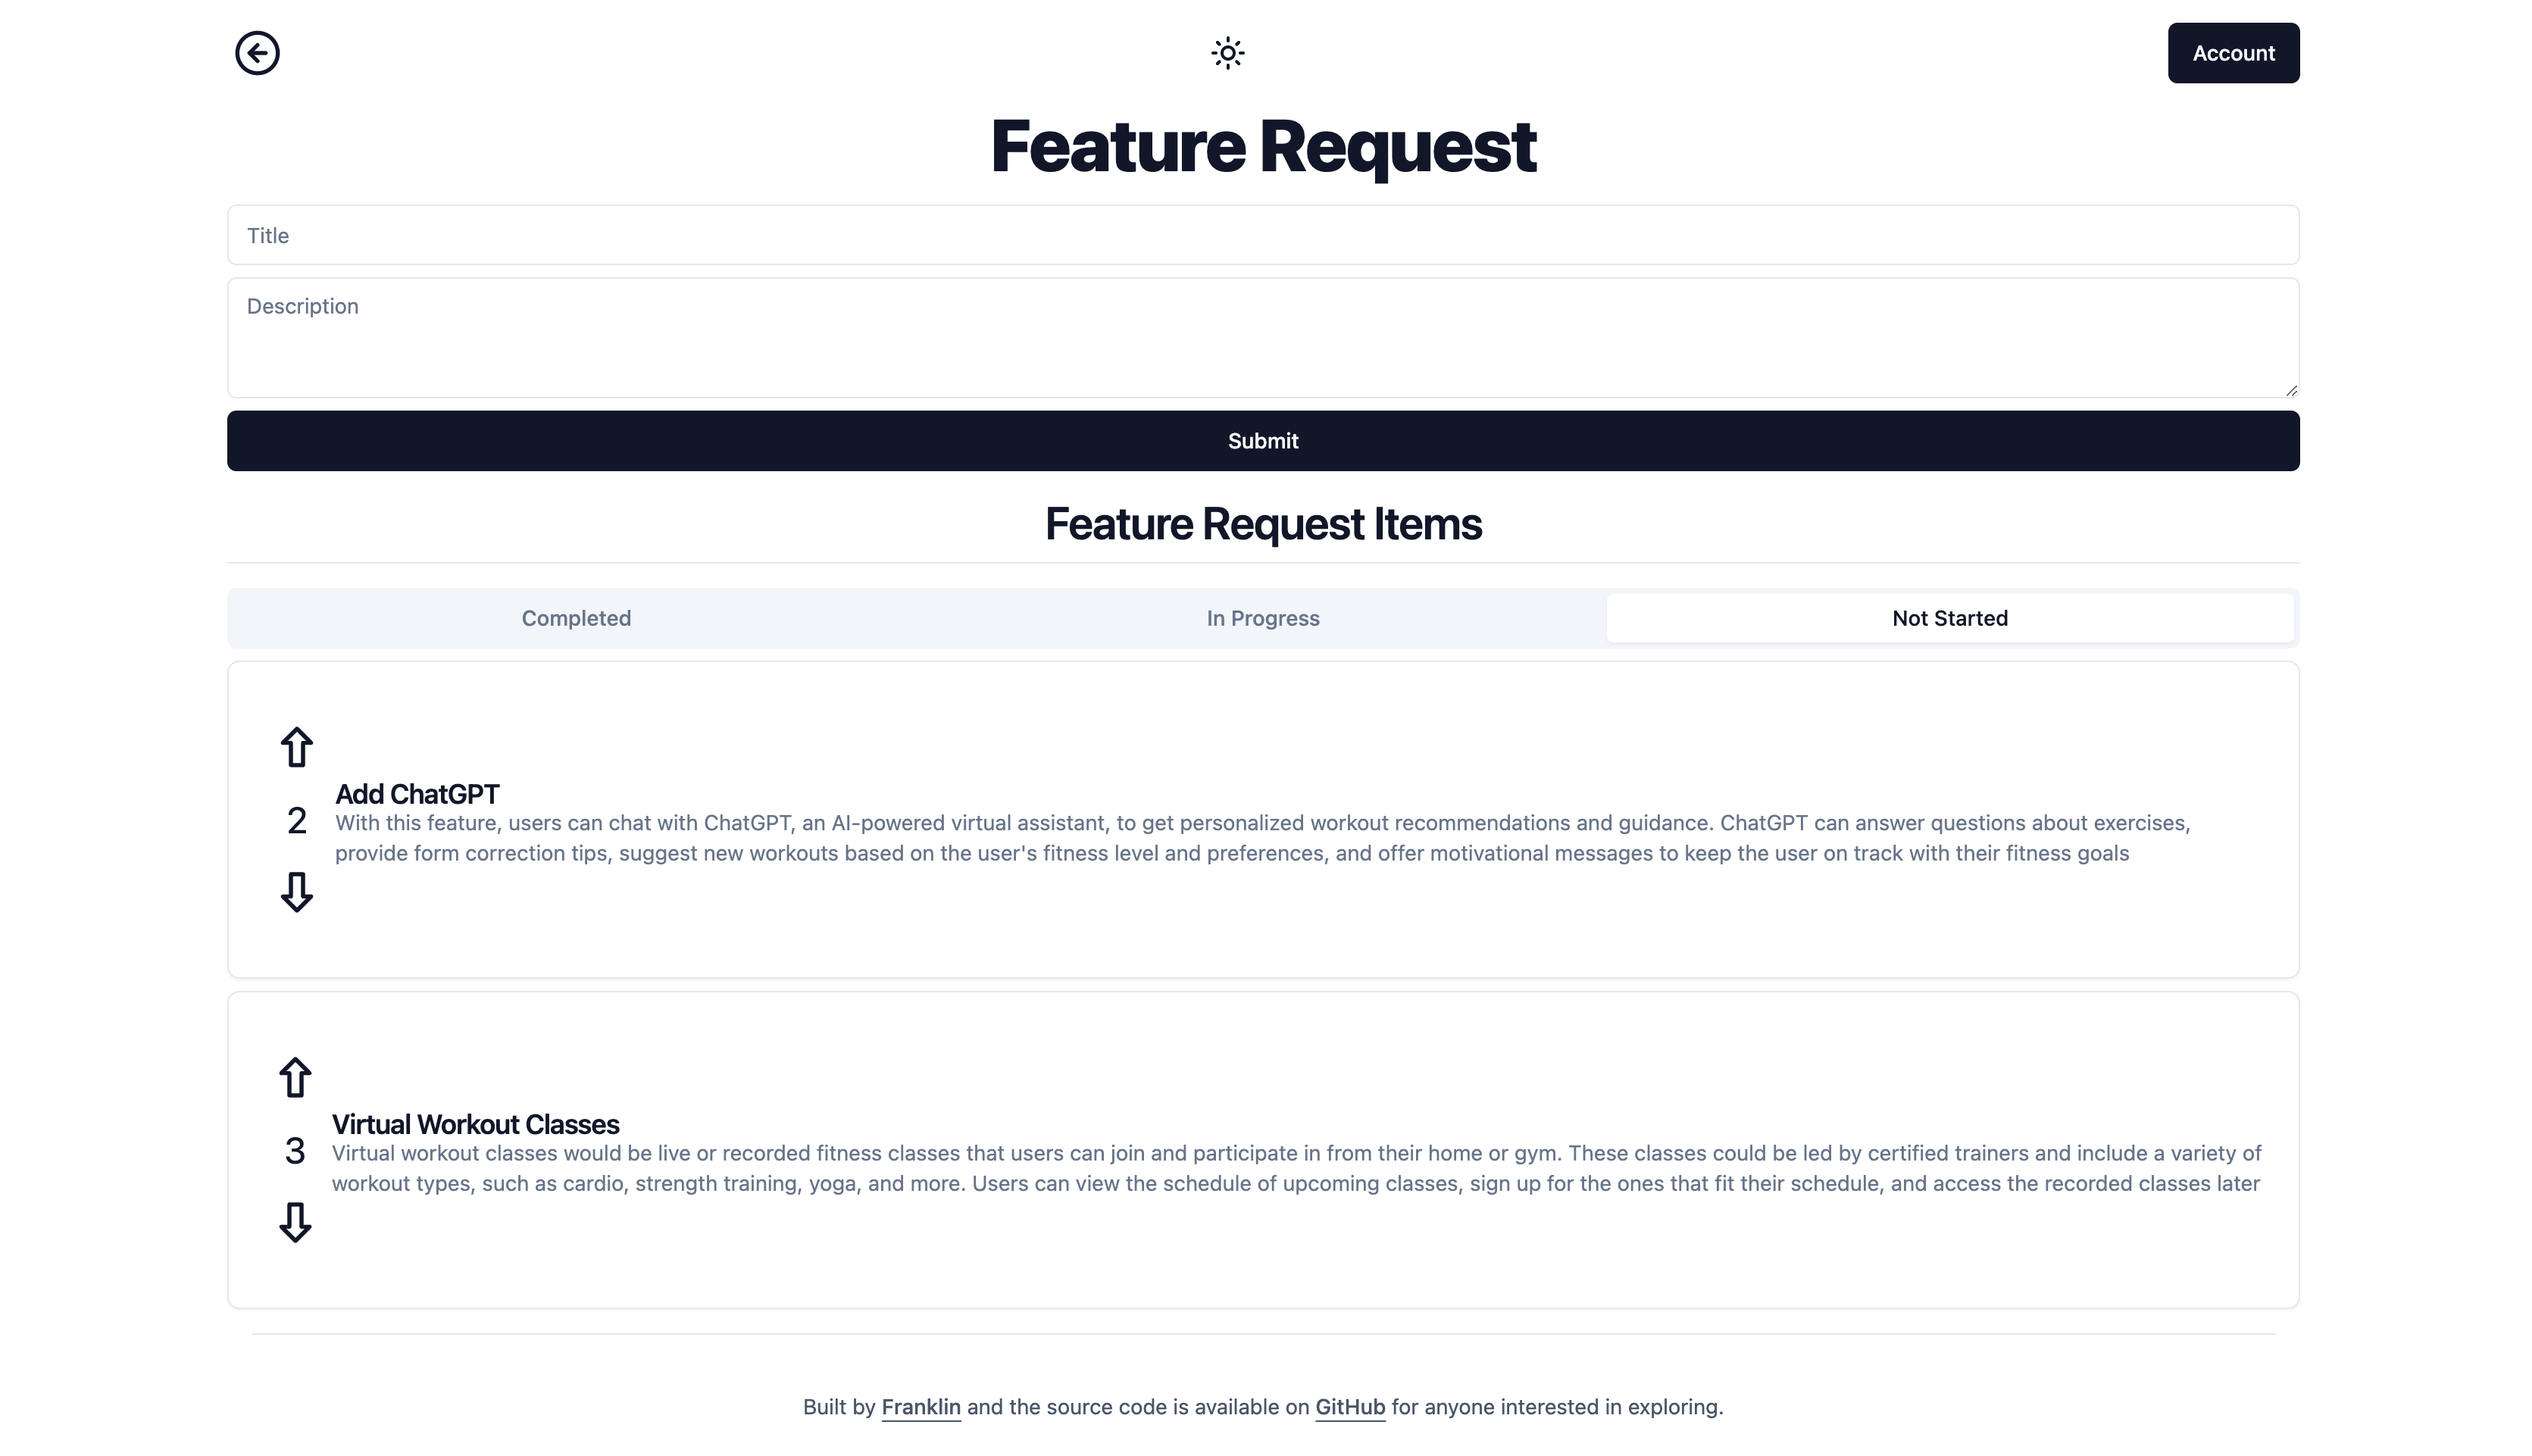 Account
Feature Request
Title
Description
Submit
Feature Request Items
Completed
In Progress
Not Started
2
Add ChatGPT
With this feature, users can chat with ChatGPT, an AI-powered virtual assistant, to get personalized workout recommendations and guidance. ChatGPT can answer questions about exercises,
provide form correction tips, suggest new workouts based on the user's fitness level and preferences, and offer motivational messages to keep the user on track with their fitness goals
3
Virtual Workout Classes
Virtual workout classes would be live or recorded fitness classes that users can join and participate in from their home or gym. These classes could be led by certified trainers and include a variety of
workout types, such as cardio, strength training, yoga, and more. Users can view the schedule of upcoming classes, sign up for the ones that fit their schedule, and access the recorded classes later
Built by Franklin and the source code is available on GitHub for anyone interested in exploring.